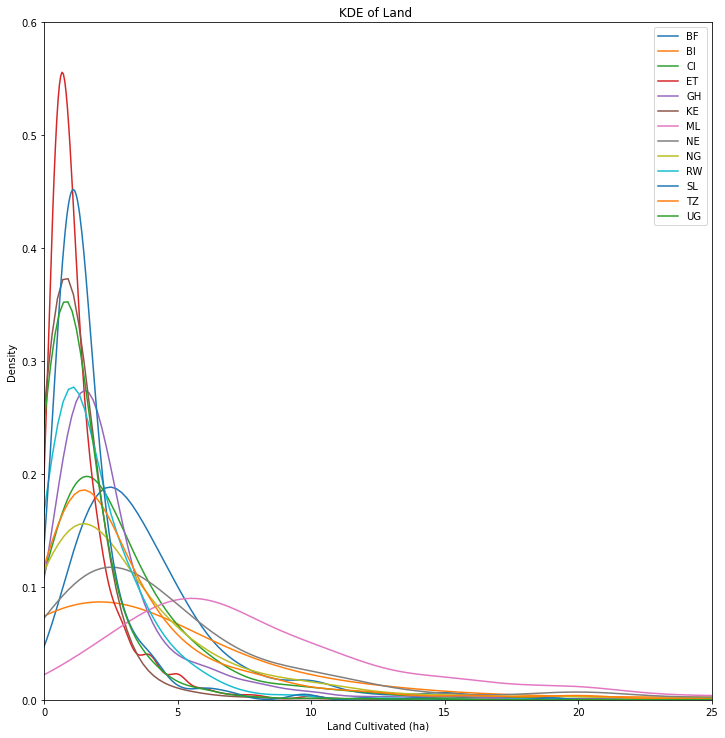 KDE of Land
0.6
0.5
0.4
0.3
0.2
0.1
0.0
Density
BF
BI
CI
ET
GH
KE
ML
NE
NG
RW
SL
TZ
UG
0 5 10 15 20 25
Land Cultivated (ha)